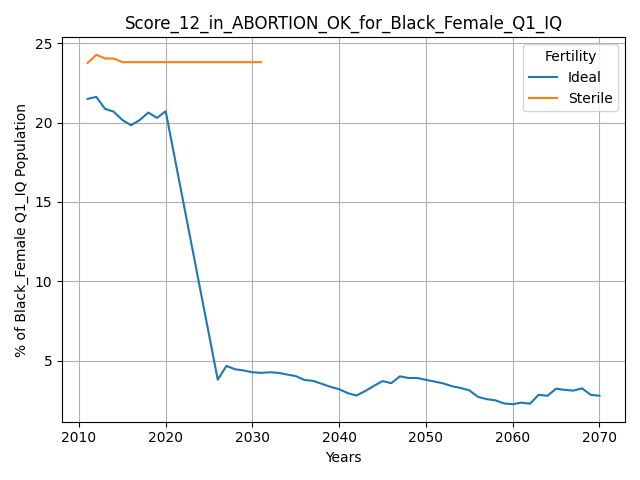 Score_12_in_ABORTION_OK_for_Black_Female_Q1_IQ
% of Black_Female Q1_IQ Population
25
20
15
10
5
Fertility
Ideal
Sterile
2010 2020 2030 2040 2050 2060 2070
Years